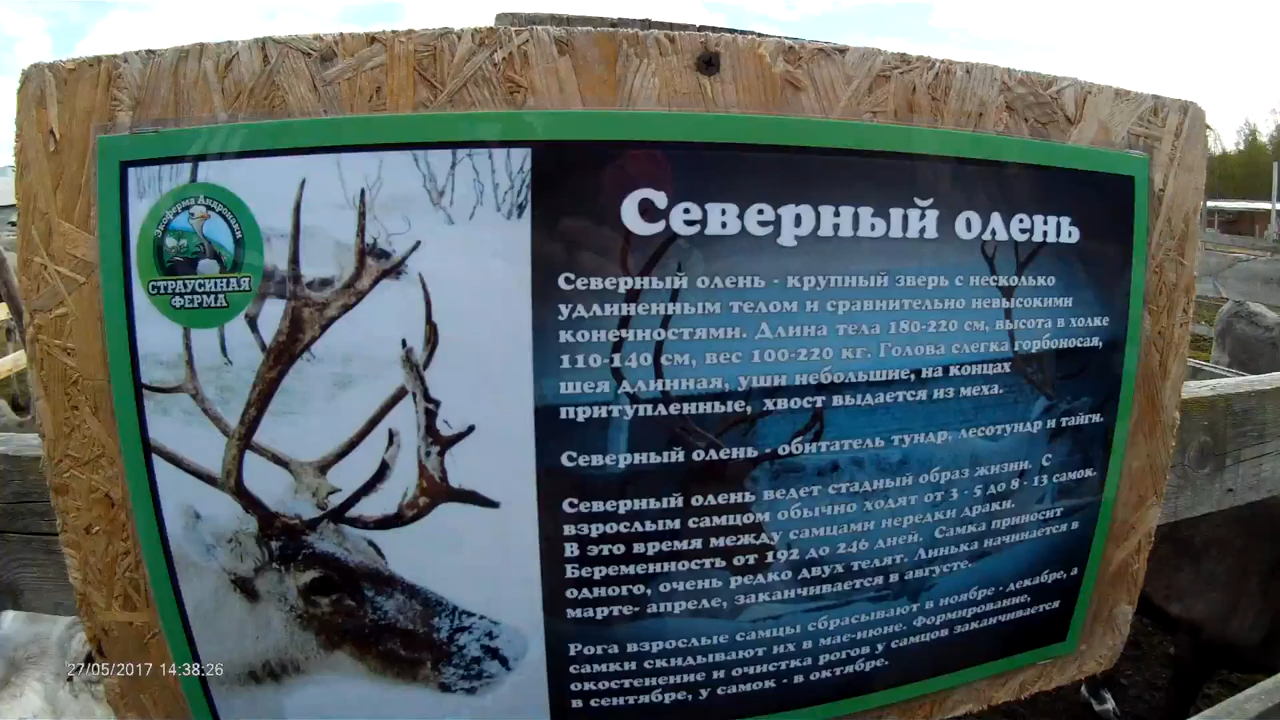 Экоферма Андронаки
СТРАУСИНАЯ
ФЕРМА
Северный олень
Северный олень - крупный зверь с несколько
удлиненным телом и сравнительно невысокими
конечностями. Длина тела 180-220 см, высота в холке
110-140 см, вес 100-220 кг. Голова слегка горбоносая,
шея длинная, уши небольшие, на концах
притупленные, хвост выдается из меха.
Северный олень - обитатель тундр, лесотундр и тайги.
Северный олень ведет стадный образ жизни. С
взрослым самцом обычно ходят от 3 - 5 до 8 - 13 самок.
В это время между самцами нередки драки.
Беременность от 192 до 246 дней. Самка приносит
одного, очень редко двух телят. Линька начинается в
марте- апреле, заканчивается в августе.
Рога взрослые самцы сбрасывают в ноябре - декабре, а
самки скидывают их в мае-июне. Формирование,
окостенение и очистка рогов у самцов заканчивается
в сентябре, у самок - в октябре.
27/05/2017 14:38:26